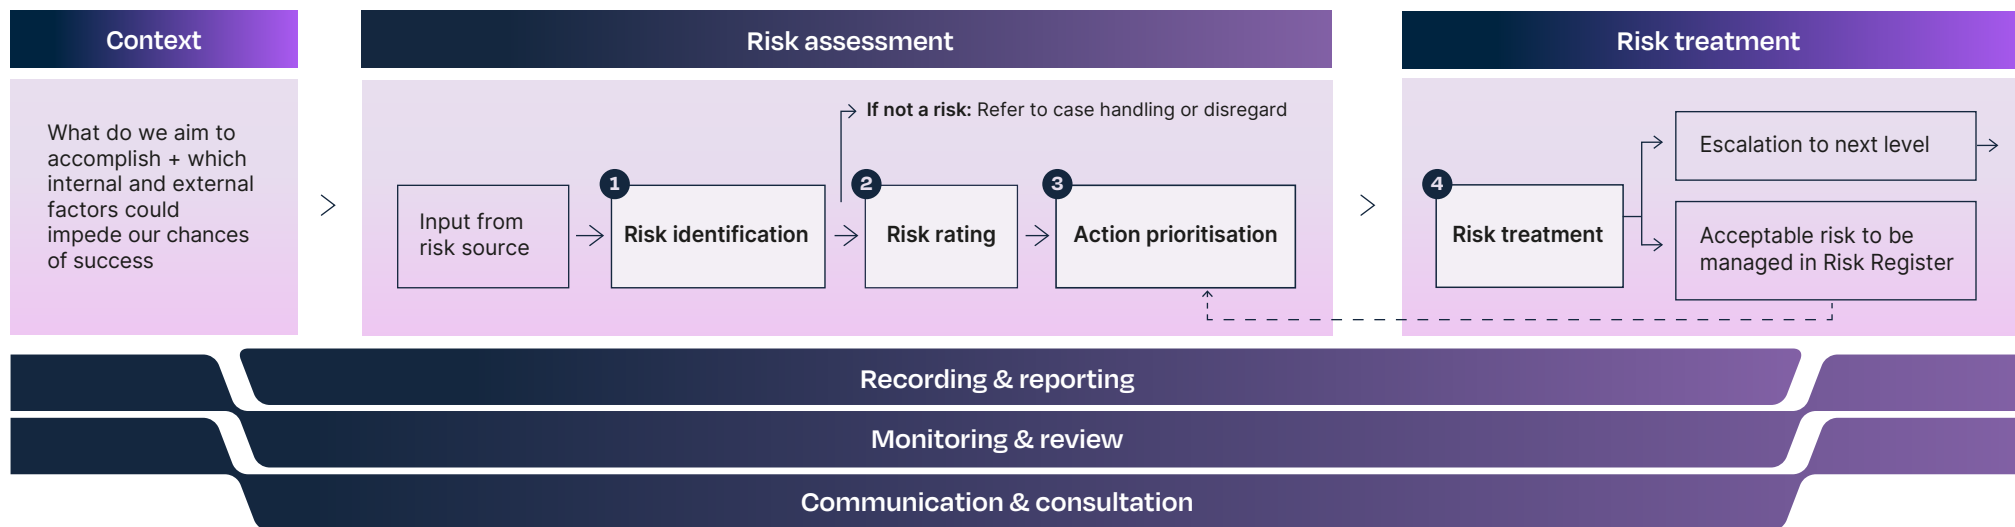 Context
Risk assessment
Risk treatment
What do we aim to
accomplish + which
internal and external
factors could
impede our chances
of success
If not a risk: Refer to case handling or disregard
Input from
risk source
1
Risk identification
2
Risk rating
3
Action prioritisation
4
Risk treatment
Escalation to next level
Acceptable risk to be
managed in Risk Register
Recording & reporting
Monitoring & review
Communication & consultation